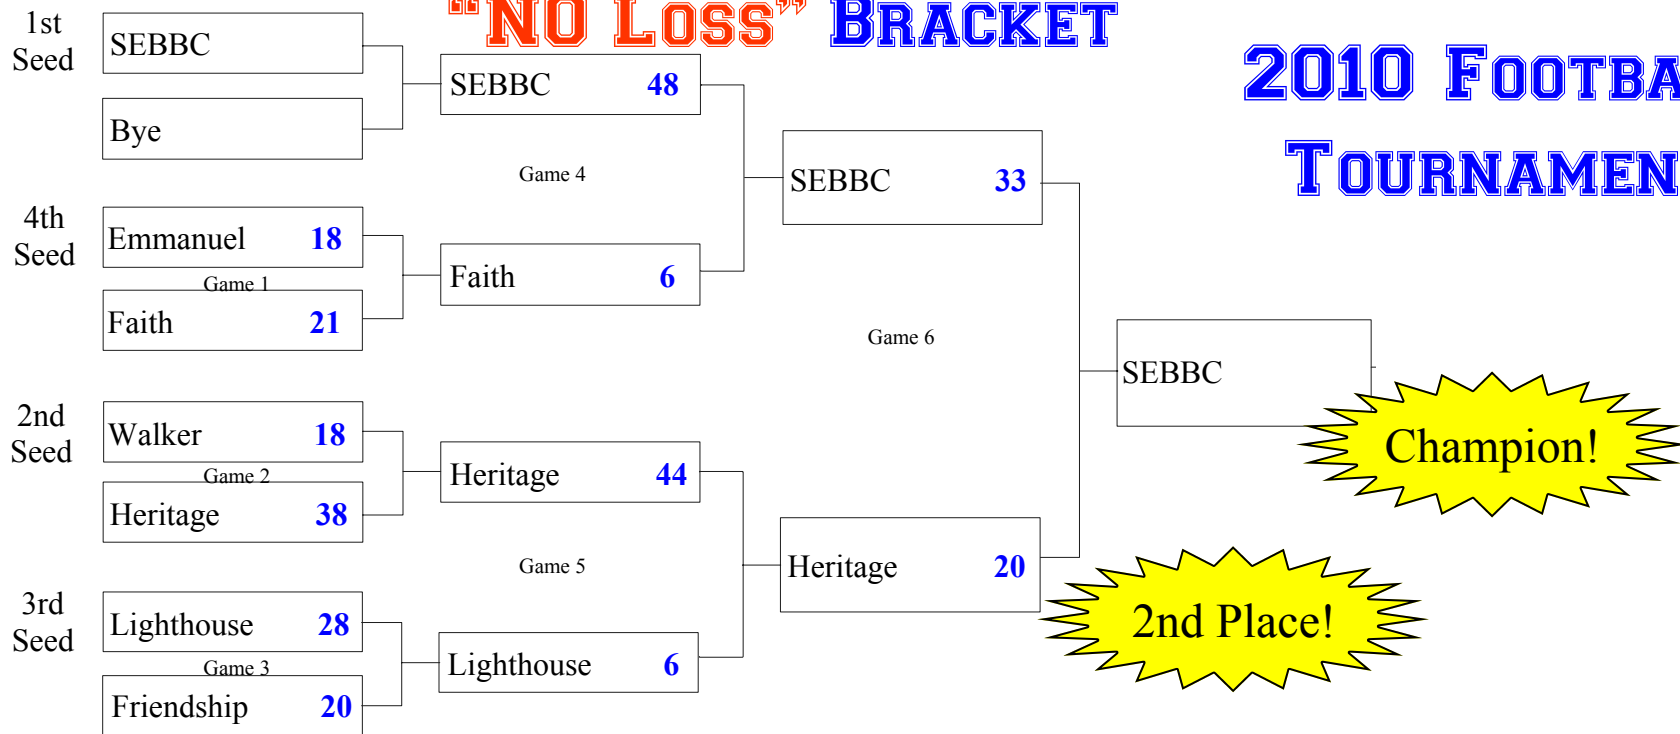 “NO LOSS” BRACKET
2010 FOOTBA
TOURNAMEN
1st
Seed
SEBBC
Bye
SEBBC 48
Game 4
SEBBC 33
4th
Seed
Emmanuel 18
Game 1
Faith 21
Faith 6
Game 6
SEBBC
Champion!
2nd
Seed
Walker 18
Game 2
Heritage 38
Heritage 44
Game 5
Heritage 20
2nd Place!
3rd
Seed
Lighthouse 28
Game 3
Friendship 20
Lighthouse 6